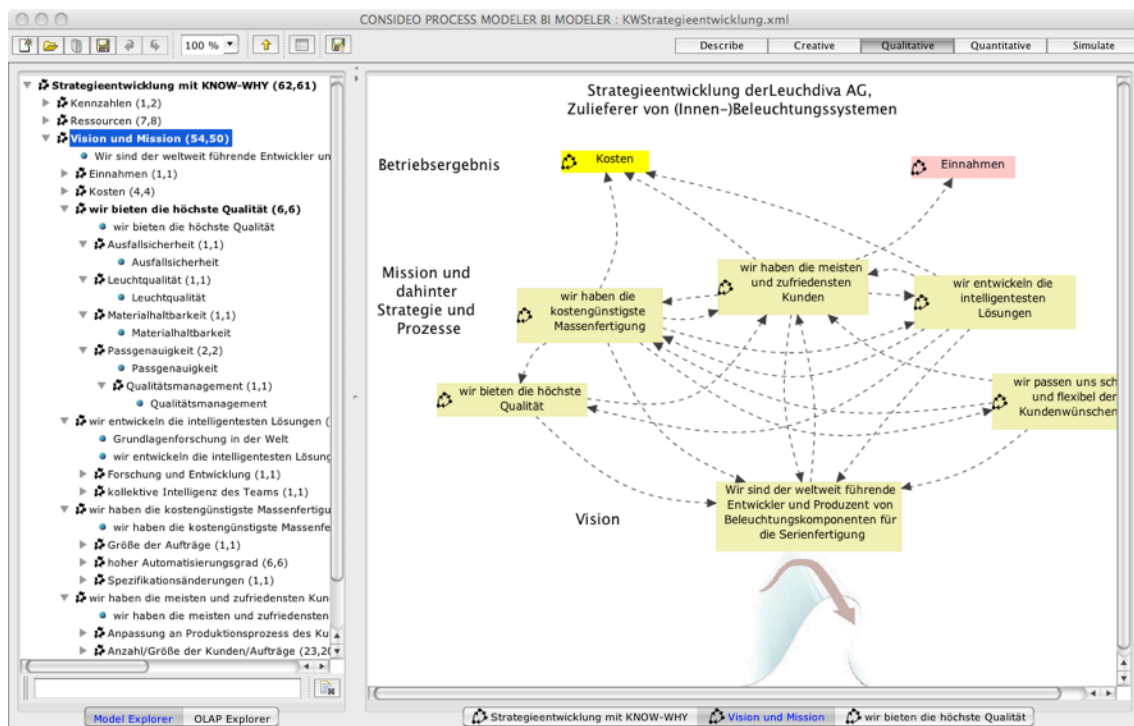 CONSIDEO PROCESS MODELER BI MODELER : KWStrategieentwicklung.xml
100 %
Describe
Creative
Qualitative
Quantitative
Simulate
Strategieentwicklung mit KNOW-WHY (62,61)
Kennzahlen (1,2)
Ressourcen (7,8)
Vision und Mission (54,50)
Wir sind der weltweit führende Entwickler un
Einnahmen (1,1)
Kosten (4,4)
wir bieten die höchste Qualität (6,6)
wir bieten die höchste Qualität
Ausfallsicherheit (1,1)
Ausfallsicherheit
Leuchtqualität (1,1)
Leuchtqualität
Materialhaltbarkeit (1,1)
Materialhaltbarkeit
Passgenauigkeit (2,2)
Passgenauigkeit
Qualitätsmanagement (1,1)
Qualitätsmanagement
wir entwickeln die intelligentesten Lösungen (
Grundlagenforschung in der Welt
wir entwickeln die intelligentesten Lösung
Forschung und Entwicklung (1,1)
kollektive Intelligenz des Teams (1,1)
wir haben die kostengünstigste Massenfertigu
wir haben die kostengünstigste Massenfe
Größe der Aufträge (1,1)
hoher Automatisierungsgrad (6,6)
Spezifikationsänderungen (1,1)
wir haben die meisten und zufriedensten Kun
wir haben die meisten und zufriedensten
Anpassung an Produktionsprozess des Ku
Anzahl/Größe der Kunden/Aufträge (23,20
Model Explorer
OLAP Explorer
Strategieentwicklung derLeuchdiva AG,
Zulieferer von (Innen-)Beleuchtungssystemen
Betriebsergebnis
Kosten
Einnahmen
Mission und
dahinter
Strategie und
Prozesse
wir haben die
kostengünstigste
Massenfertigung
wir haben die meisten
und zufriedensten
Kunden
wir entwickeln die
intelligentesten
Lösungen
wir bieten die höchste
Qualität
wir passen uns sch
und flexibel der
Kundenwünschen
Vision
Wir sind der weltweit führende
Entwickler und Produzent von
Beleuchtungskomponenten für
die Serienfertigung
Strategieentwicklung mit KNOW-WHY
Vision und Mission
wir bieten die höchste Qualität